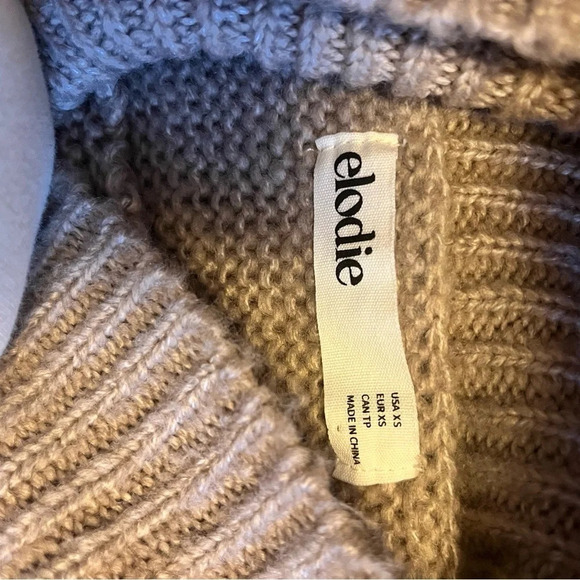 elodie
USA XS
EUR XS
CAN TP
MADE IN CHINA